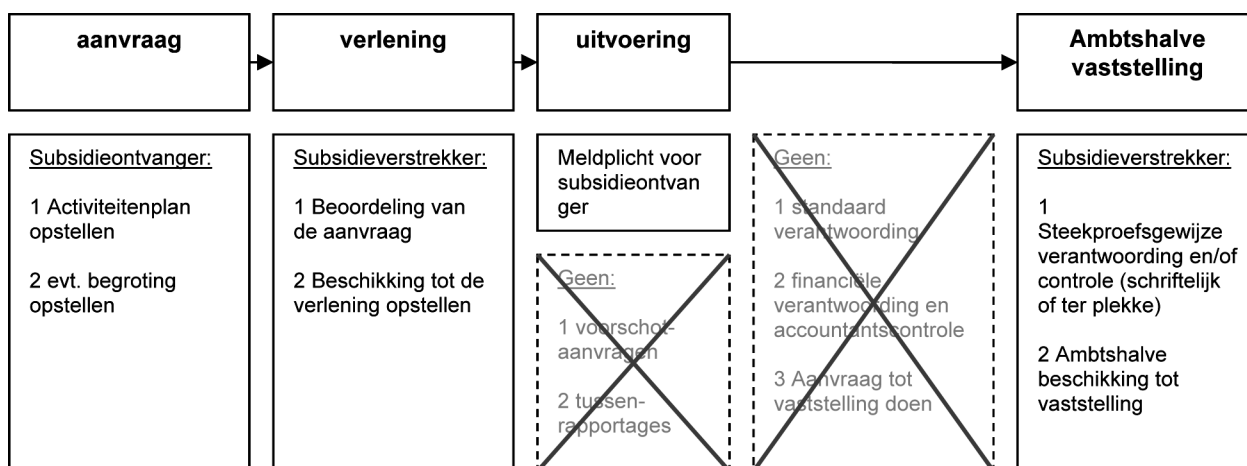 aanvraag
verlening
uitvoering
Ambtshalve
vaststelling
Subsidieontvanger:
1 Activiteitenplan
opstellen
2 evt. begroting
opstellen
Subsidieverstrekker:
1 Beoordeling van
de aanvraag
2 Beschikking tot de
verlening opstellen
Meldplicht voor
subsidieontvan
ger
Geen:
1 voorschot-
aanvragen
2 tussen-
rapportages
Geen:
1 standaard
verantwoording
2 financiële
verantwoording en
accountantscontrole
3 Aanvraag tot
vaststelling doen
Subsidieverstrekker:
1
Steekproefsgewijze
verantwoording en/of
controle (schriftelijk
of ter plekke)
2 Ambtshalve
beschikking tot
vaststelling